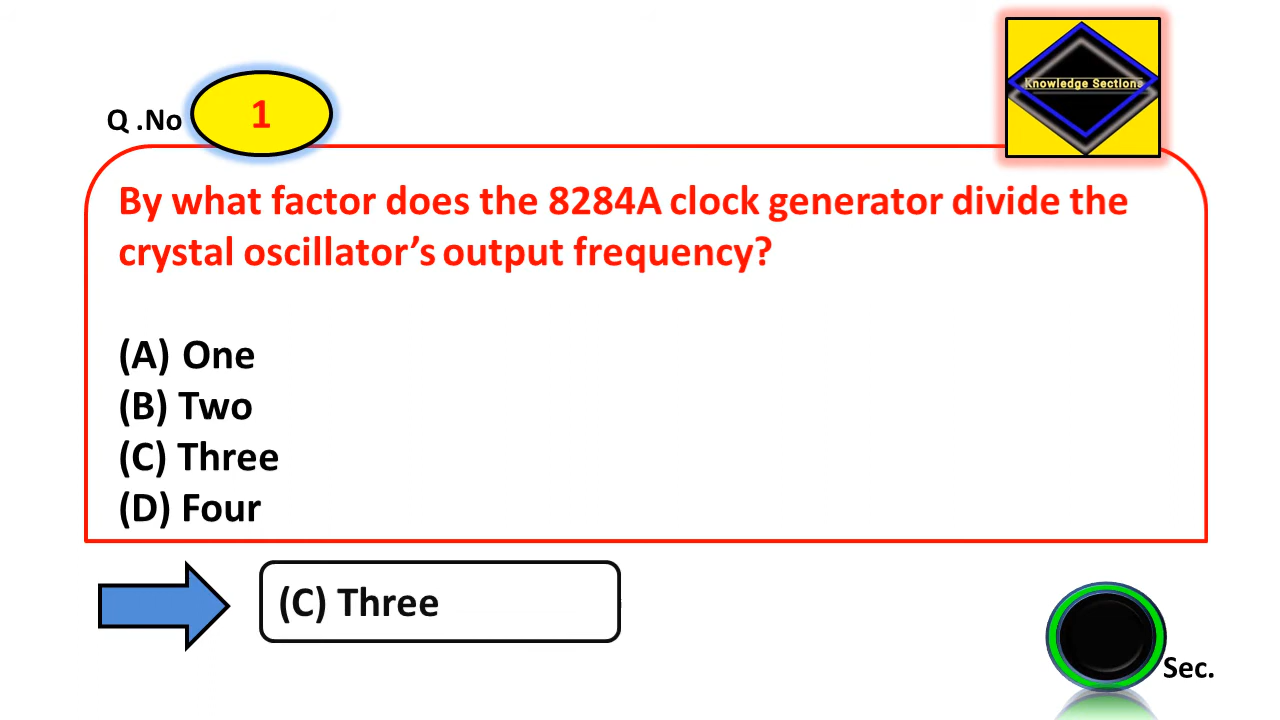 Knowledge Sections
Q .No 1
By what factor does the 8284A clock generator divide the
crystal oscillator’s output frequency?
(A) One
(B) Two
(C) Three
(D) Four
(C) Three
Sec.